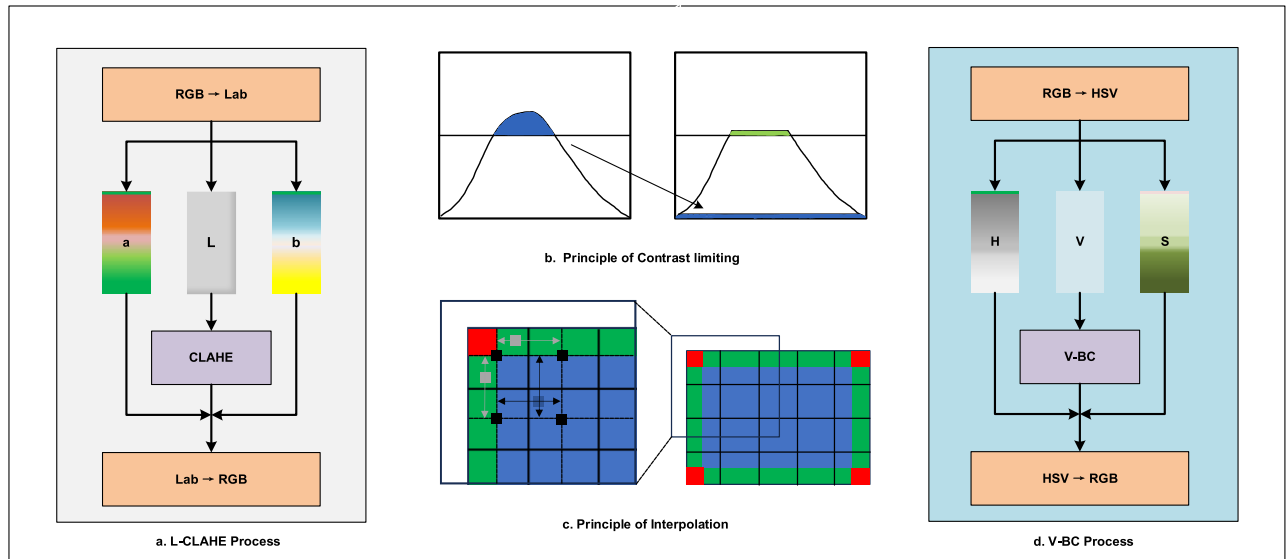 RGB → Lab
a
L
b
CLAHE
Lab → RGB
a. L-CLAHE Process
b. Principle of Contrast limiting
c. Principle of Interpolation
RGB → HSV
H
V
S
V-BC
HSV → RGB
d. V-BC Process